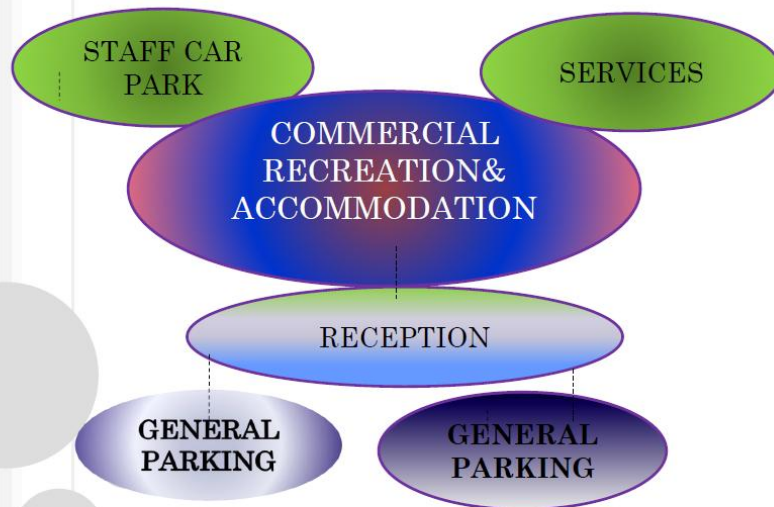 STAFF CAR
PARK
SERVICES
COMMERCIAL
RECREATION&
ACCOMMODATION
RECEPTION
GENERAL
PARKING
GENERAL
PARKING